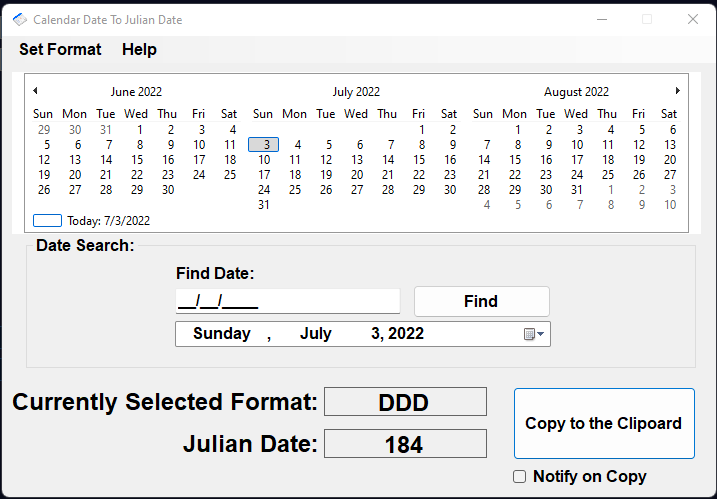 Calendar Date To Julian Date
Set Format Help
June 2022 July 2022 August 2022
Sun Mon Tue Wed Thu Fri Sat Sun Mon Tue Wed Thu Fri Sat Sun Mon Tue Wed Thu Fri Sat
29 30 31 1 2 3 4 1 2 1 2 3 4 5 6
5 6 7 8 9 10 11 3 4 5 6 7 8 9 7 8 9 10 11 12 13
12 13 14 15 16 17 18 10 11 12 13 14 15 16 14 15 16 17 18 19 20
19 20 21 22 23 24 25 17 18 19 20 21 22 23 21 22 23 24 25 26 27
26 27 28 29 30 24 25 26 27 28 29 30 28 29 30 31 1 2 3
31 4 5 6 7 8 9 10
Today: 7/3/2022
Date Search:
Find Date:
__/__/____ Find
Sunday , July 3, 2022
Currently Selected Format: DDD
Julian Date: 184
Copy to the Clipoard
Notify on Copy